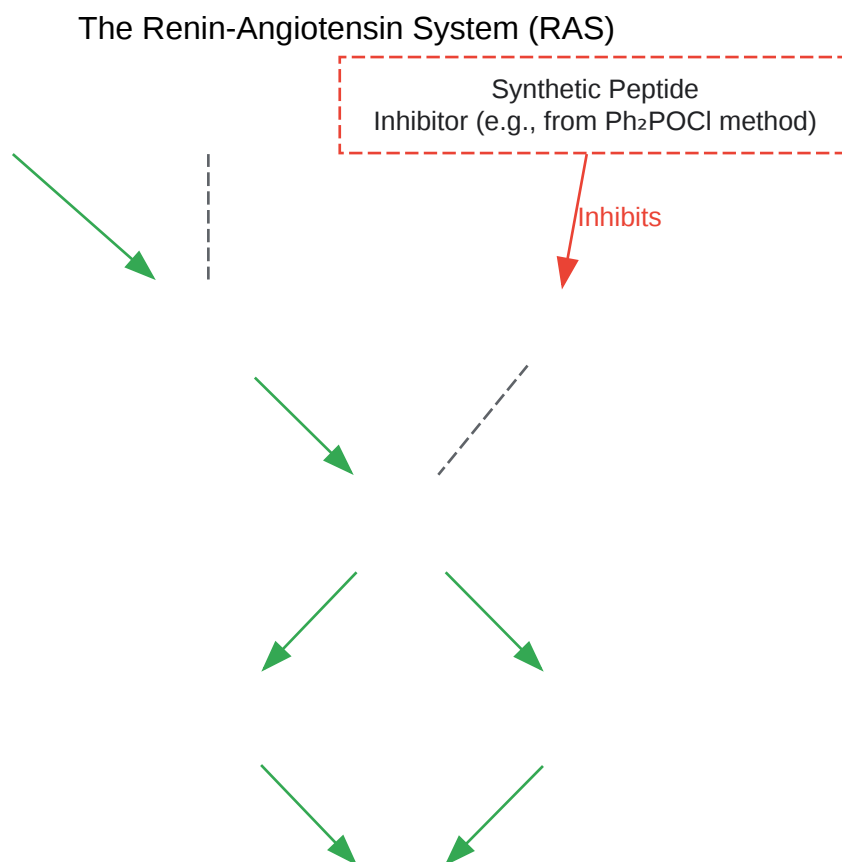 The Renin-Angiotensin System (RAS)
Synthetic Peptide
Inhibitor (e.g., from Ph₂POCl method)
Inhibits